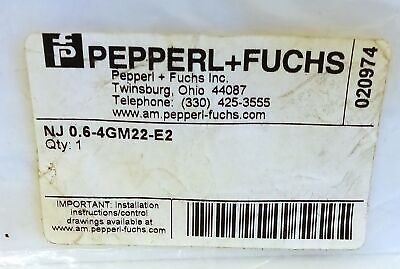 PEPPERL+FUCHS
Pepperl + Fuchs Inc.
Twinsburg, Ohio 44087
Telephone: (330) 425-3555
www.am.pepperl-fuchs.com
020974
NJ 0.6-4GM22-E2
Qty: 1
IMPORTANT: Installation
instructions/control
drawings available at
www.am.pepperl-fuchs.com